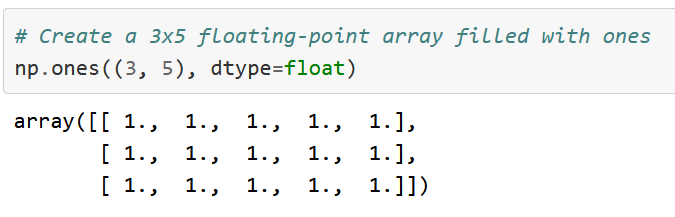 # Create a 3x5 floating-point array filled with ones
np.ones((3, 5), dtype=float)
array([[ 1.,  1.,  1.,  1.,  1.],
       [ 1.,  1.,  1.,  1.,  1.],
       [ 1.,  1.,  1.,  1.,  1.]])